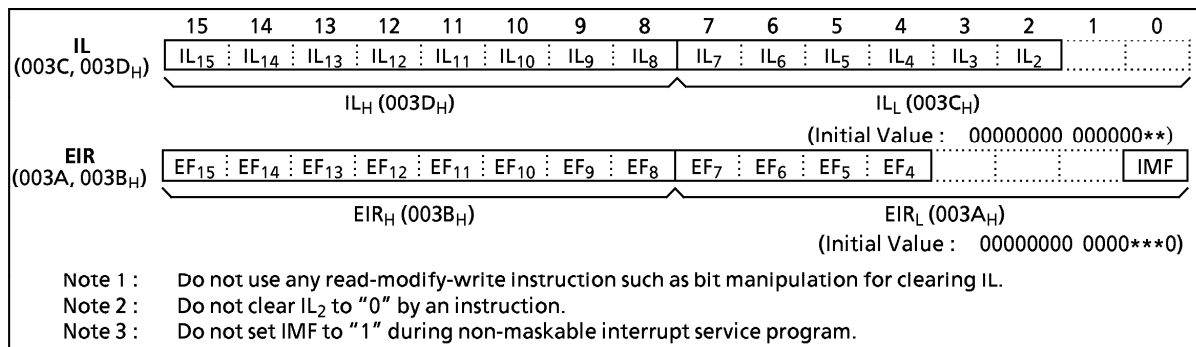 15 14 13 12 11 10 9 8 7 6 5 4 3 2 1 0
IL
(003C, 003DH)
IL15 IL14 IL13 IL12 IL11 IL10 IL9 IL8 IL7 IL6 IL5 IL4 IL3 IL2
ILH (003DH) ILL (003CH)
(Initial Value : 00000000 000000**)
EIR
(003A, 003BH)
EF15 EF14 EF13 EF12 EF11 EF10 EF9 EF8 EF7 EF6 EF5 EF4 IMF
EIRH (003BH) EIRL (003AH)
(Initial Value : 00000000 0000***0)
Note 1 : Do not use any read-modify-write instruction such as bit manipulation for clearing IL.
Note 2 : Do not clear IL2 to "0" by an instruction.
Note 3 : Do not set IMF to "1" during non-maskable interrupt service program.